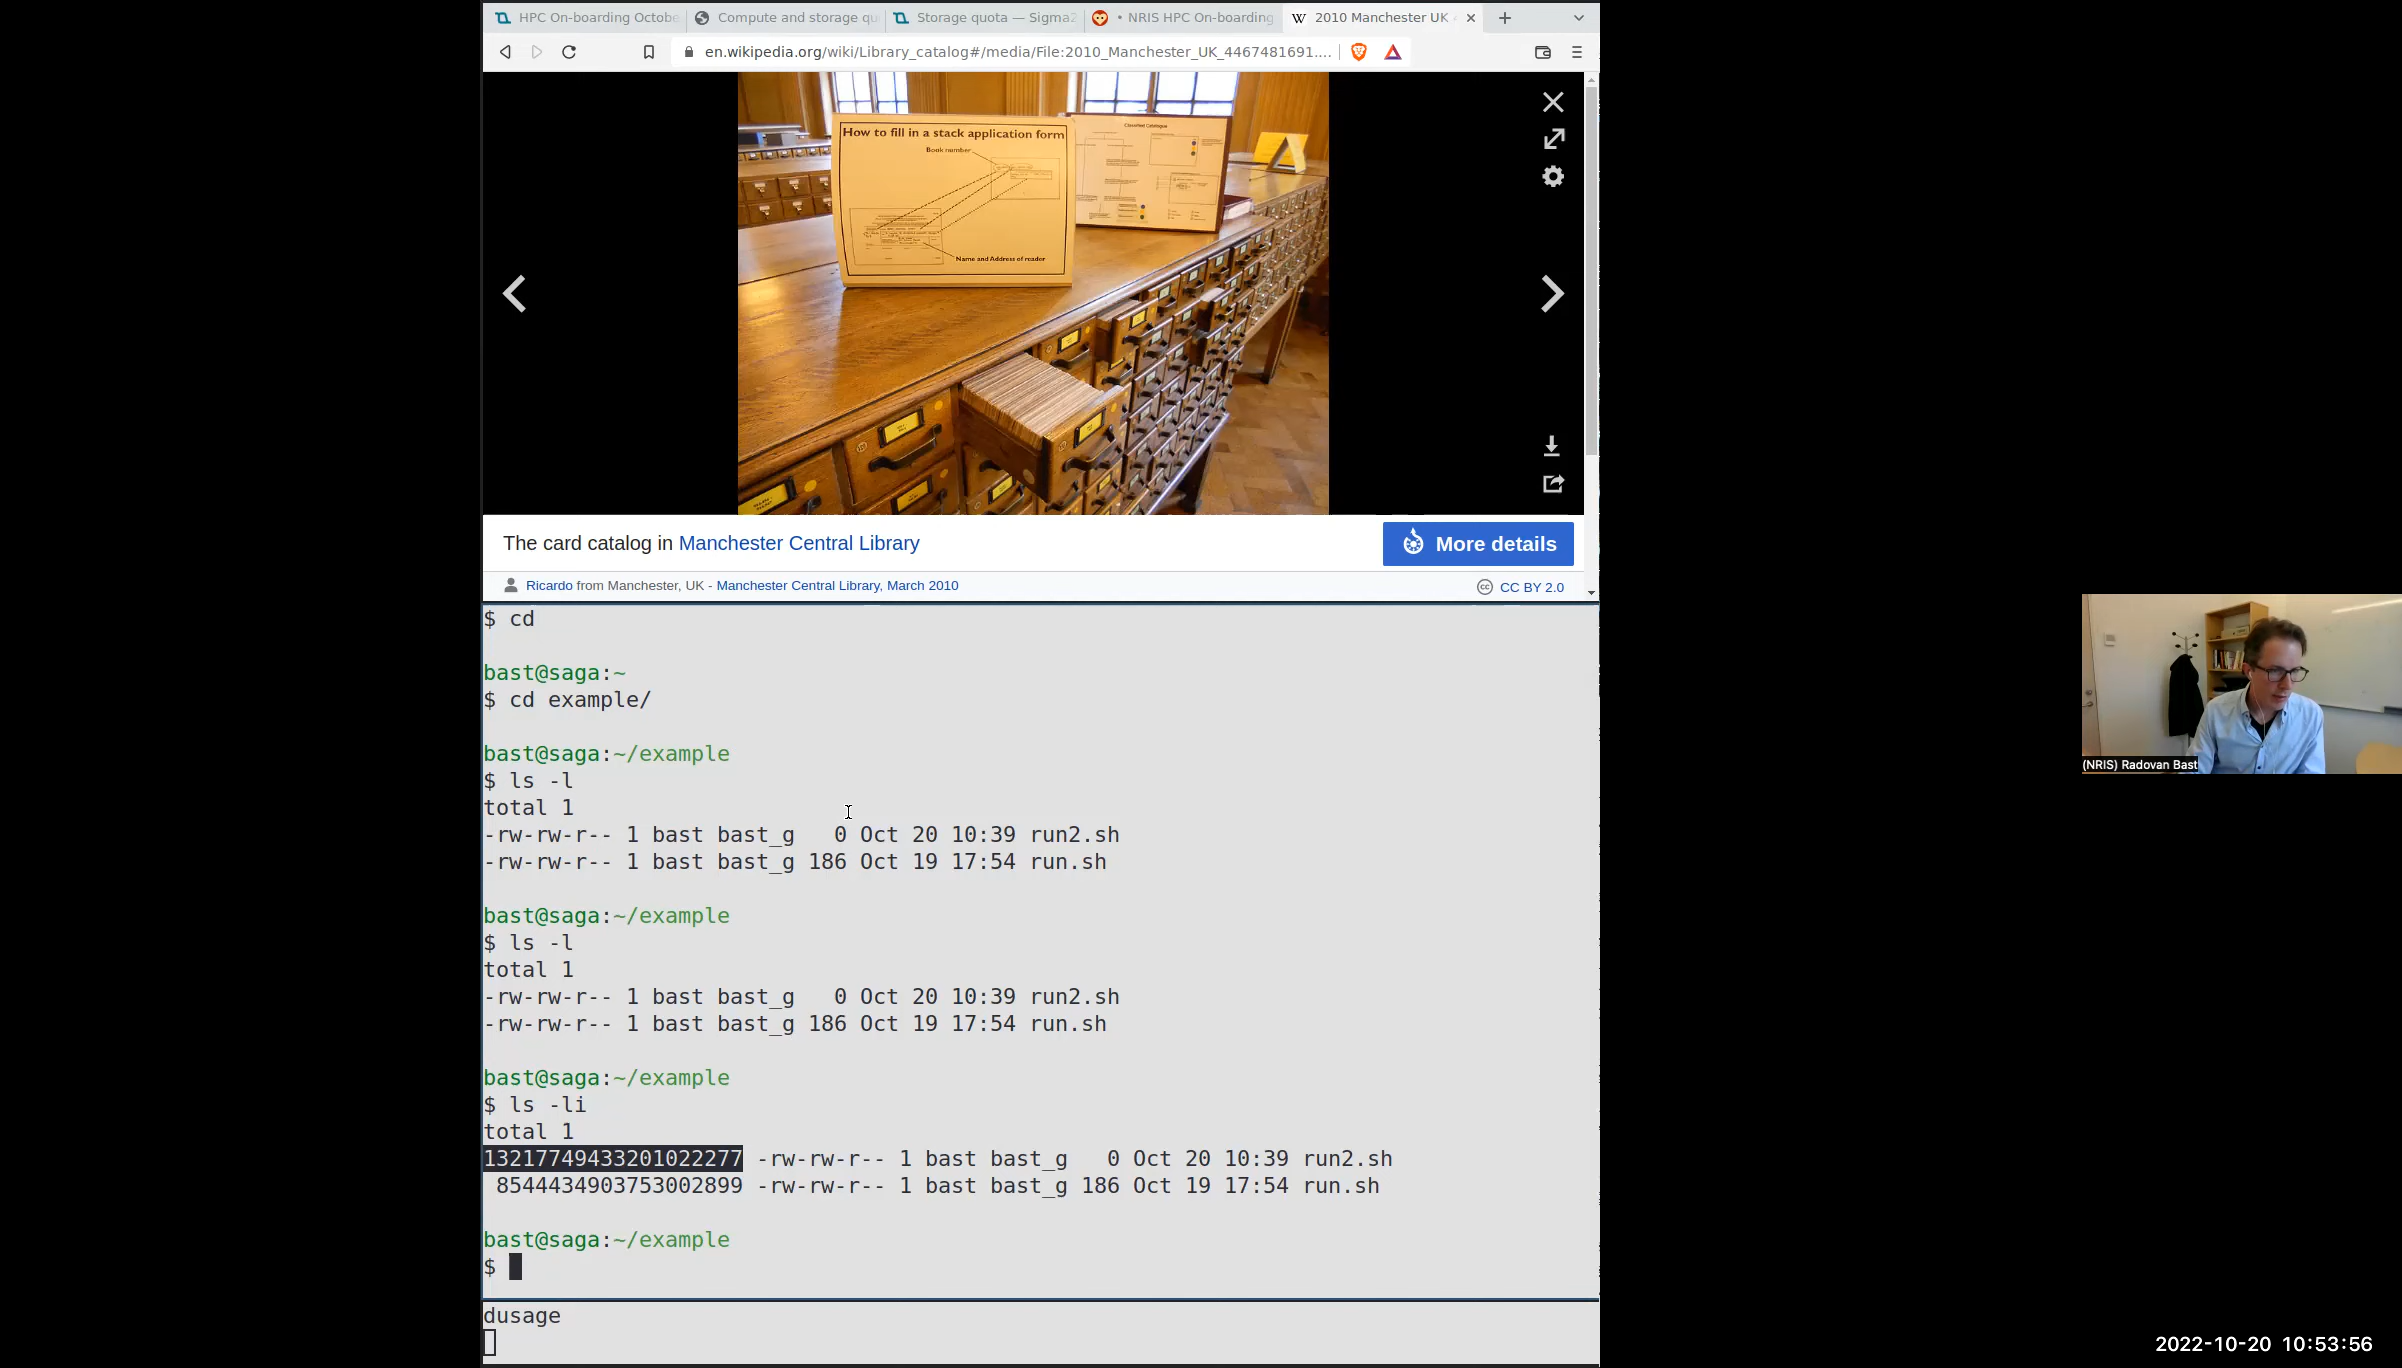 HPC On-boarding Octobe
Compute and storage qu
Storage quota — Sigma2
• NRIS HPC On-boarding
W 2010 Manchester UK
en.wikipedia.org/wiki/Library_catalog#/media/File:2010_Manchester_UK_4467481691....
How to fill in a stack application form
Book number
Name and Address of reader
Classified Catalogue
The card catalog in Manchester Central Library
More details
Ricardo from Manchester, UK - Manchester Central Library, March 2010
CC BY 2.0
$ cd
bast@saga:~
$ cd example/
bast@saga:~/example
$ ls -l
total 1
-rw-rw-r-- 1 bast bast_g   0 Oct 20 10:39 run2.sh
-rw-rw-r-- 1 bast bast_g 186 Oct 19 17:54 run.sh
bast@saga:~/example
$ ls -l
total 1
-rw-rw-r-- 1 bast bast_g   0 Oct 20 10:39 run2.sh
-rw-rw-r-- 1 bast bast_g 186 Oct 19 17:54 run.sh
bast@saga:~/example
$ ls -li
total 1
13217749433201022277 -rw-rw-r-- 1 bast bast_g   0 Oct 20 10:39 run2.sh
8544434903753002899 -rw-rw-r-- 1 bast bast_g 186 Oct 19 17:54 run.sh
bast@saga:~/example
$
dusage
(NRIS) Radovan Bast
2022-10-20 10:53:56